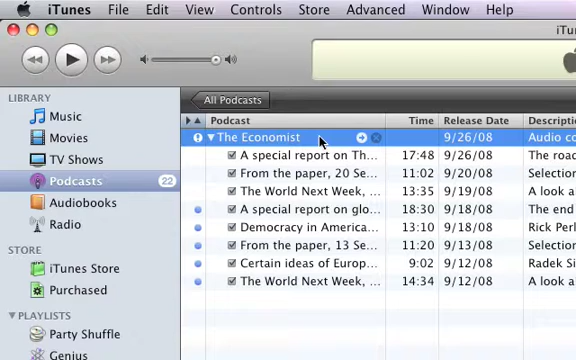 iTunes File Edit View Controls Store Advanced Window Help
iTu
All Podcasts
LIBRARY
Music
Movies
TV Shows
Podcasts 22
Audiobooks
Radio
STORE
iTunes Store
Purchased
PLAYLISTS
Party Shuffle
Genius
Podcast Time Release Date Descripti
The Economist 9/26/08 Audio co
A special report on Th... 17:48 9/26/08 The road
From the paper, 20 Se... 11:02 9/20/08 Selection
The World Next Week, ... 13:35 9/19/08 A look a
A special report on glo... 18:30 9/18/08 The end
Democracy in America... 13:10 9/18/08 Rick Perl
From the paper, 13 Se... 11:20 9/13/08 Selection
Certain ideas of Europ... 9:02 9/12/08 Radek Si
The World Next Week, ... 14:34 9/12/08 A look a